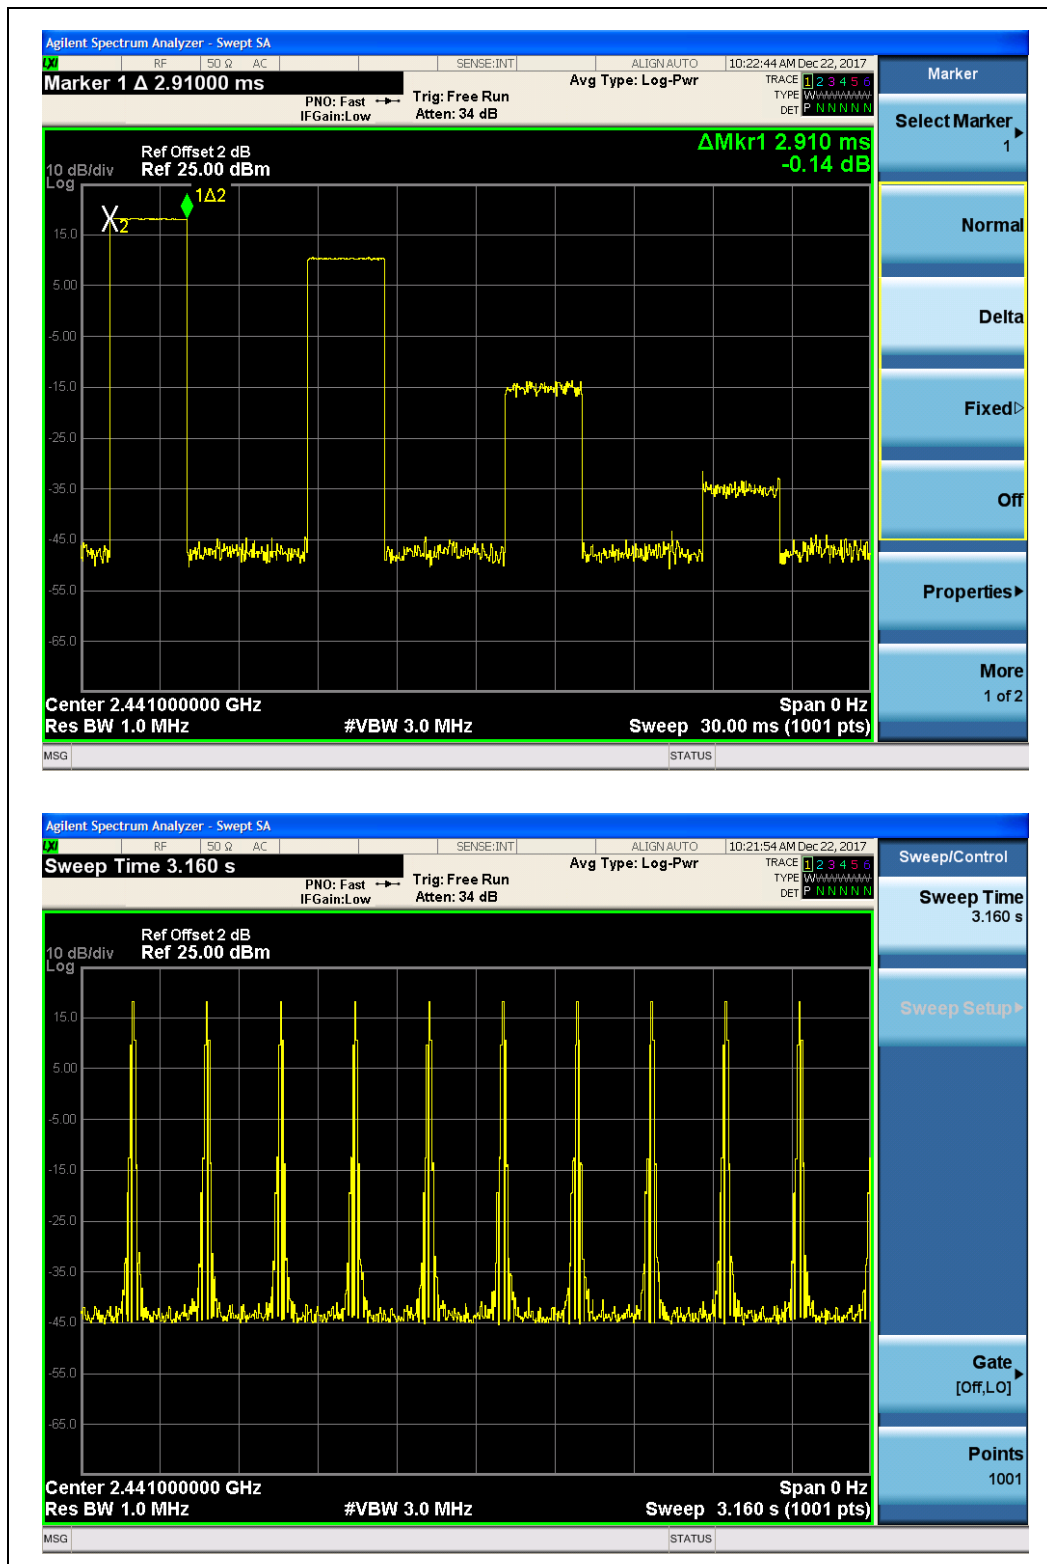 Agilent Spectrum Analyzer - Swept SA
LXI RF 50 Ω AC SENSE:INT ALIGN AUTO 10:22:44 AM Dec 22, 2017
Marker 1 Δ 2.91000 ms
PNO: Fast
IFGain:Low
Trig: Free Run
Atten: 34 dB
Avg Type: Log-Pwr
TRACE 1 2 3 4 5 6
TYPE W
DET P N N N N N
ΔMkr1 2.910 ms
-0.14 dB
Ref Offset 2 dB
10 dB/div Ref 25.00 dBm
Log
1Δ2
X2
15.0
5.00
-5.00
-15.0
-25.0
-35.0
-45.0
-55.0
-65.0
Center 2.441000000 GHz Span 0 Hz
Res BW 1.0 MHz #VBW 3.0 MHz Sweep 30.00 ms (1001 pts)
MSG STATUS
Marker
Select Marker
1
Normal
Delta
Fixed
Off
Properties
More
1 of 2
Agilent Spectrum Analyzer - Swept SA
LXI RF 50 Ω AC SENSE:INT ALIGN AUTO 10:21:54 AM Dec 22, 2017
Sweep Time 3.160 s
PNO: Fast
IFGain:Low
Trig: Free Run
Atten: 34 dB
Avg Type: Log-Pwr
TRACE 1 2 3 4 5 6
TYPE W
DET P N N N N N
Ref Offset 2 dB
10 dB/div Ref 25.00 dBm
Log
15.0
5.00
-5.00
-15.0
-25.0
-35.0
-45.0
-55.0
-65.0
Center 2.441000000 GHz Span 0 Hz
Res BW 1.0 MHz #VBW 3.0 MHz Sweep 3.160 s (1001 pts)
MSG STATUS
Sweep/Control
Sweep Time
3.160 s
Sweep Setup
Gate
[Off,LO]
Points
1001